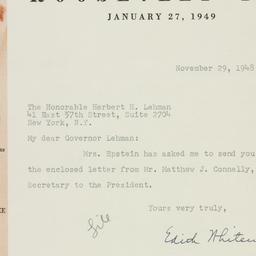 JANUARY 27, 1949
November 29, 1948
The Honorable Herbert H. Lehman
41 East 57th Street, Suite 2704
New York, N.Y.
My dear Governor Lehman:
Mrs. Epstein has asked me to send you
the enclosed letter from Mr. Matthew J. Connelly,
Secretary to the President.
Yours very truly,
Edith